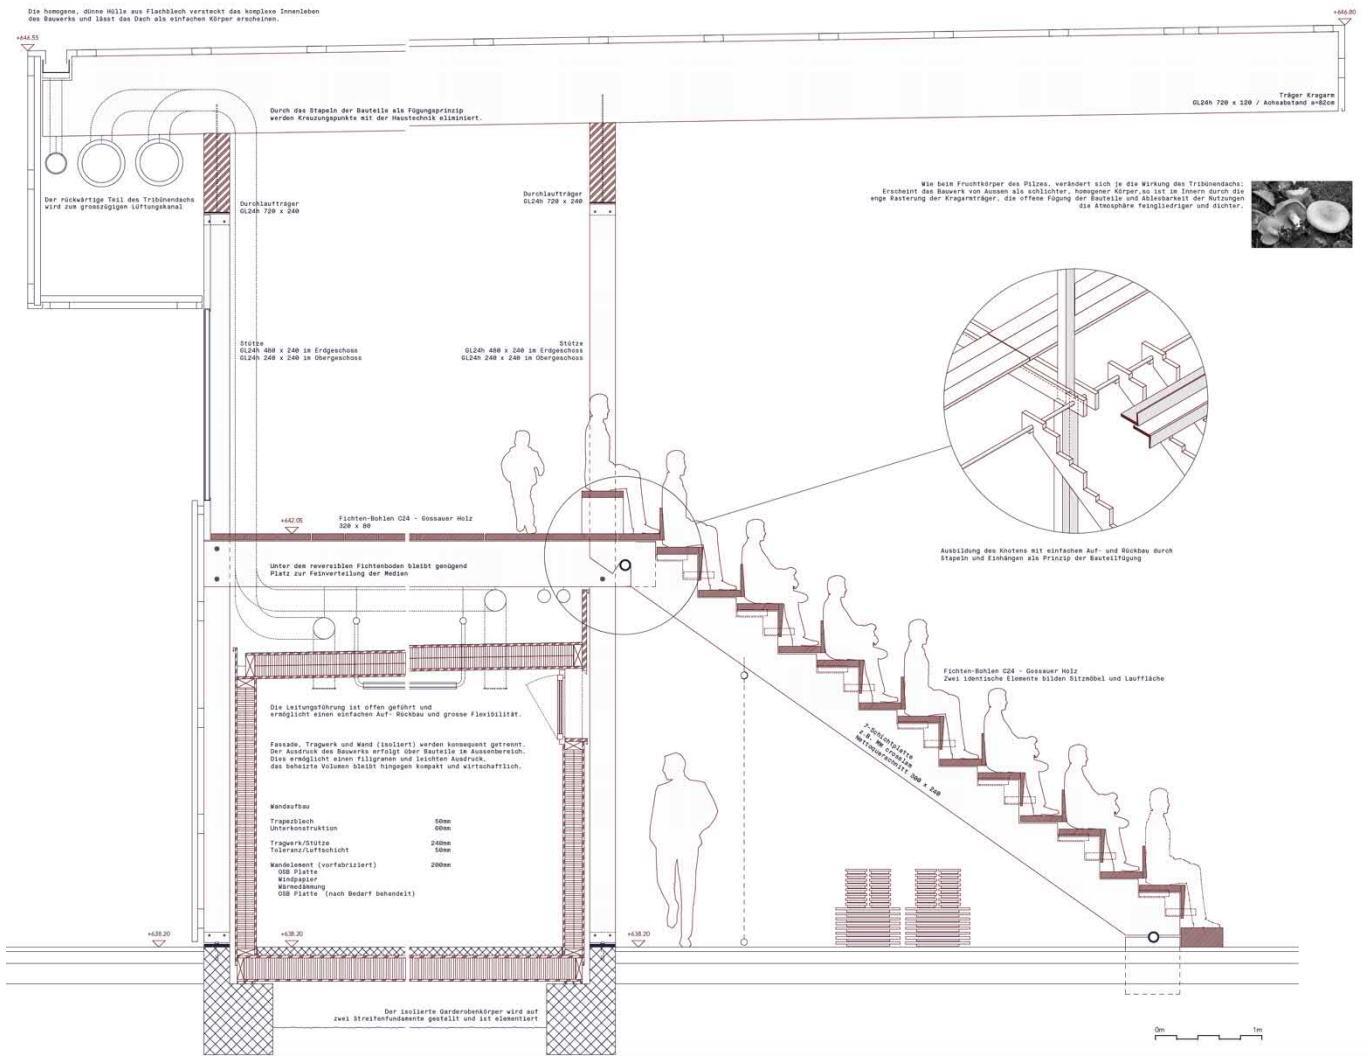 Die homogene, dünne Hülle aus Flachblech versteckt das komplexe Innenleben
des Bauwerks und lässt das Dach als einfachen Körper erscheinen.
+646.55
+646.80
Träger Kragarm
GL24h 720 x 120 / Achsabstand a=82cm
Durch das Stapeln der Bauteile als Fügungsprinzip
werden Kreuzungspunkte mit der Haustechnik eliminiert.
Der rückwärtige Teil des Tribünendachs
wird zum grosszügigen Lüftungskanal
Durchlaufträger
GL24h 720 x 240
Durchlaufträger
GL24h 720 x 240
Wie beim Fruchtkörper des Pilzes, verändert sich je die Wirkung des Tribünendachs:
Erscheint das Bauwerk von Aussen als schlichter, homogener Körper,so ist im Innern durch die
enge Rasterung der Kragarmträger, die offene Fügung der Bauteile und Ablesbarkeit der Nutzungen
die Atmosphäre feingliedriger und dichter.
Stütze
GL24h 480 x 240 im Erdgeschoss
GL24h 240 x 240 im Obergeschoss
Stütze
GL24h 480 x 240 im Erdgeschoss
GL24h 240 x 240 im Obergeschoss
+642.05
Fichten-Bohlen C24 - Gossauer Holz
320 x 80
Ausbildung des Knotens mit einfachem Auf- und Rückbau durch
Stapeln und Einhängen als Prinzip der Bauteilfügung
Unter dem reversiblen Fichtenboden bleibt genügend
Platz zur Feinverteilung der Medien
Fichten-Bohlen C24 - Gossauer Holz
Zwei identische Elemente bilden Sitzmöbel und Lauffläche
Die Leitungsführung ist offen geführt und
ermöglicht einen einfachen Auf- Rückbau und grosse Flexibilität.
Fassade, Tragwerk und Wand (isoliert) werden konsequent getrennt.
Der Ausdruck des Bauwerks erfolgt über Bauteile im Aussenbereich.
Dies ermöglicht einen filigranen und leichten Ausdruck,
das beheizte Volumen bleibt hingegen kompakt und wirtschaftlich.
7-Schichtplatte
z.B. MM crosslam
Nettoquerschnitt 300 x 240
Wandaufbau
Trapezblech 50mm
Unterkonstruktion 60mm
Tragwerk/Stütze 240mm
Toleranz/Luftschicht 50mm
Wandelement (vorfabriziert) 200mm
OSB Platte
Windpapier
Wärmedämmung
OSB Platte (nach Bedarf behandelt)
+638.20
+638.20
+638.20
Der isolierte Garderobenkörper wird auf
zwei Streifenfundamente gestellt und ist elementiert
0m 1m